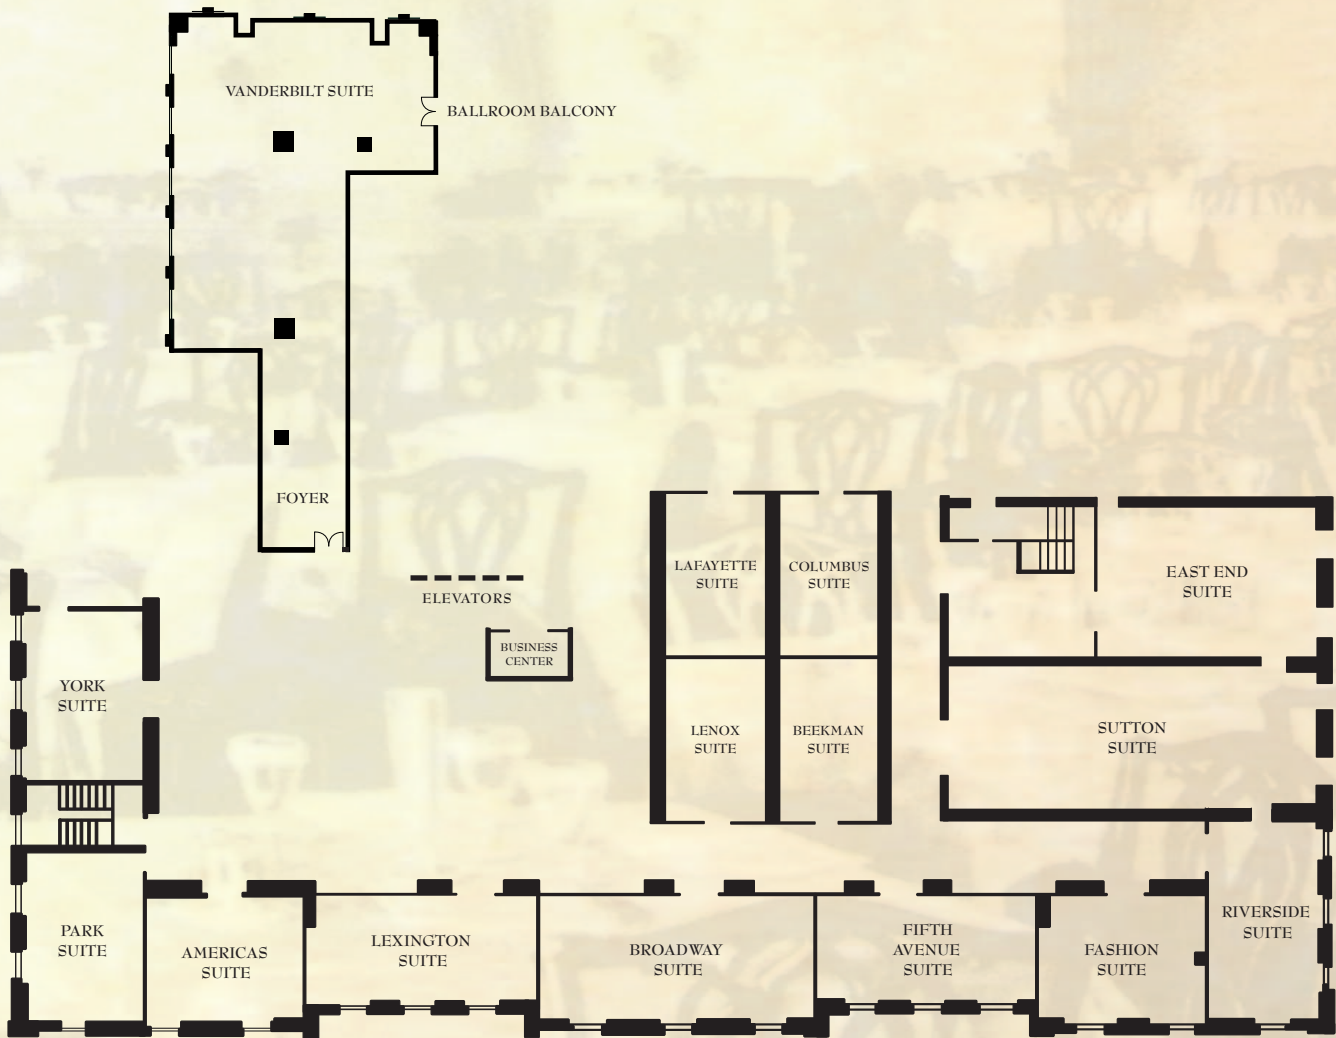 VANDERBILT SUITE
BALLROOM BALCONY
FOYER
ELEVATORS
BUSINESS
CENTER
LAFAYETTE
SUITE
COLUMBUS
SUITE
EAST END
SUITE
YORK
SUITE
LENOX
SUITE
BEEKMAN
SUITE
SUTTON
SUITE
PARK
SUITE
AMERICAS
SUITE
LEXINGTON
SUITE
BROADWAY
SUITE
FIFTH
AVENUE
SUITE
FASHION
SUITE
RIVERSIDE
SUITE